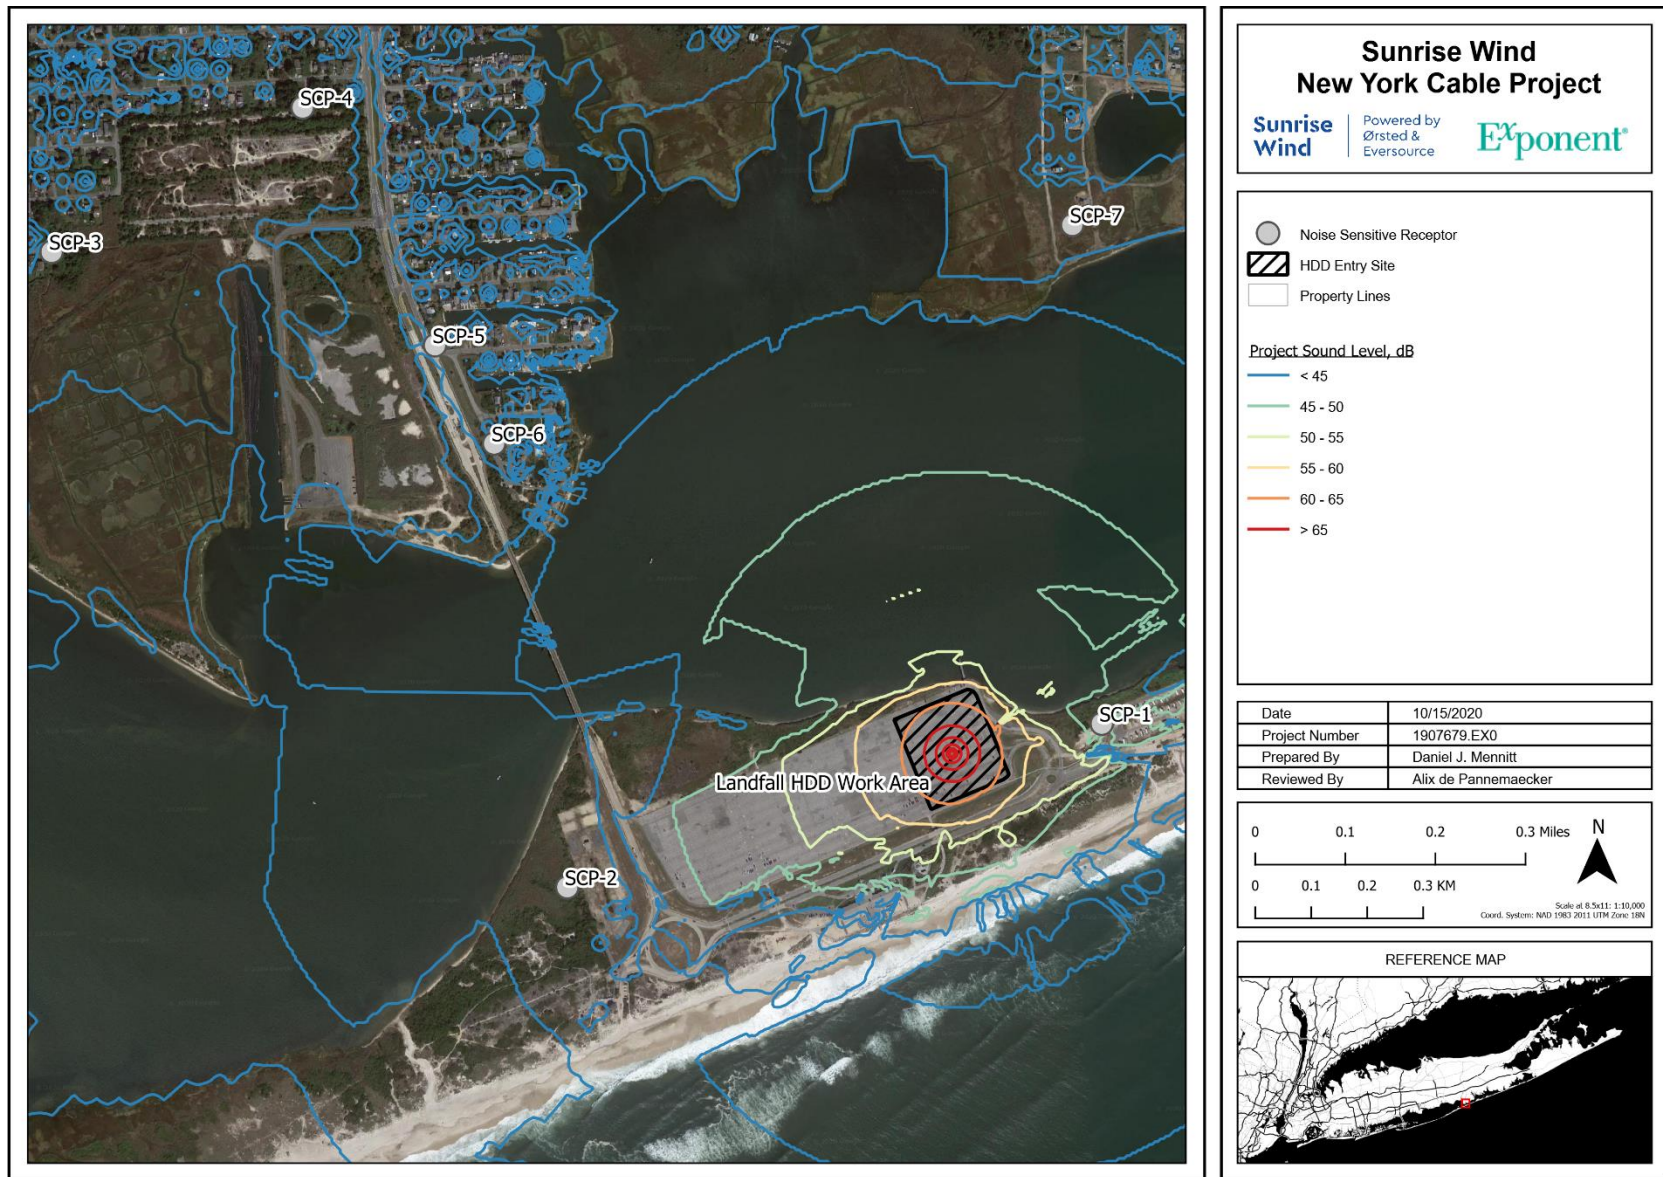 SCP-4
SCP-3
SCP-7
SCP-5
SCP-6
SCP-1
Landfall HDD Work Area
SCP-2
Sunrise Wind
New York Cable Project
Sunrise
Wind
Powered by
Ørsted &
Eversource
Exponent®
Noise Sensitive Receptor
HDD Entry Site
Property Lines
Project Sound Level, dB
< 45
45 - 50
50 - 55
55 - 60
60 - 65
> 65
Date 10/15/2020
Project Number 1907679.EX0
Prepared By Daniel J. Mennitt
Reviewed By Alix de Pannemaecker
0 0.1 0.2 0.3 Miles
N
0 0.1 0.2 0.3 KM
Scale at 8.5x11: 1:10,000
Coord. System: NAD 1983 2011 UTM Zone 18N
REFERENCE MAP